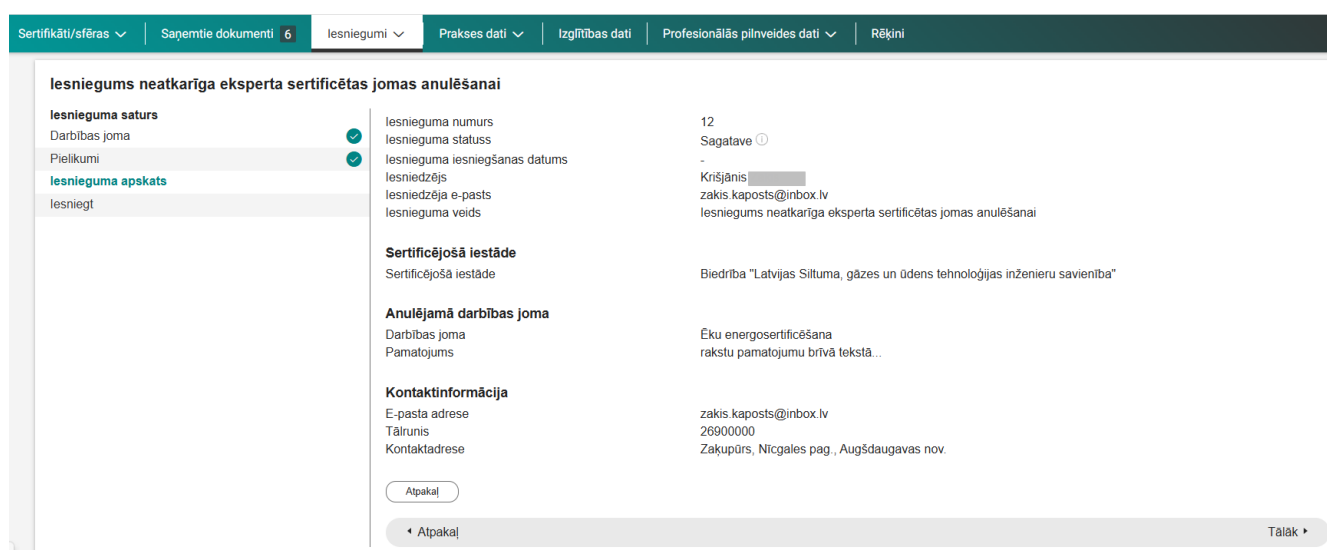 Sertifikāti/sfēras Saņemtie dokumenti 6 Iesniegumi Prakses dati Izglītības dati Profesionālās pilnveides dati Rēķini
Iesniegums neatkarīga eksperta sertificētas jomas anulēšanai
Iesnieguma saturs
Darbības joma
Pielikumi
Iesnieguma apskats
Iesniegt
Iesnieguma numurs 12
Iesnieguma statuss Sagatave
Iesnieguma iesniegšanas datums -
Iesniedzējs Krišjānis
Iesniedzēja e-pasts zakis.kaposts@inbox.lv
Iesnieguma veids Iesniegums neatkarīga eksperta sertificētas jomas anulēšanai
Sertificējošā iestāde
Sertificējošā iestāde Biedrība "Latvijas Siltuma, gāzes un ūdens tehnoloģijas inženieru savienība"
Anulējamā darbības joma
Darbības joma Ēku energosertificēšana
Pamatojums rakstu pamatojumu brīvā tekstā...
Kontaktinformācija
E-pasta adrese zakis.kaposts@inbox.lv
Tālrunis 26900000
Kontaktadrese Zaķupūrs, Nīcgales pag., Augšdaugavas nov.
Atpakaļ
Atpakaļ Tālāk